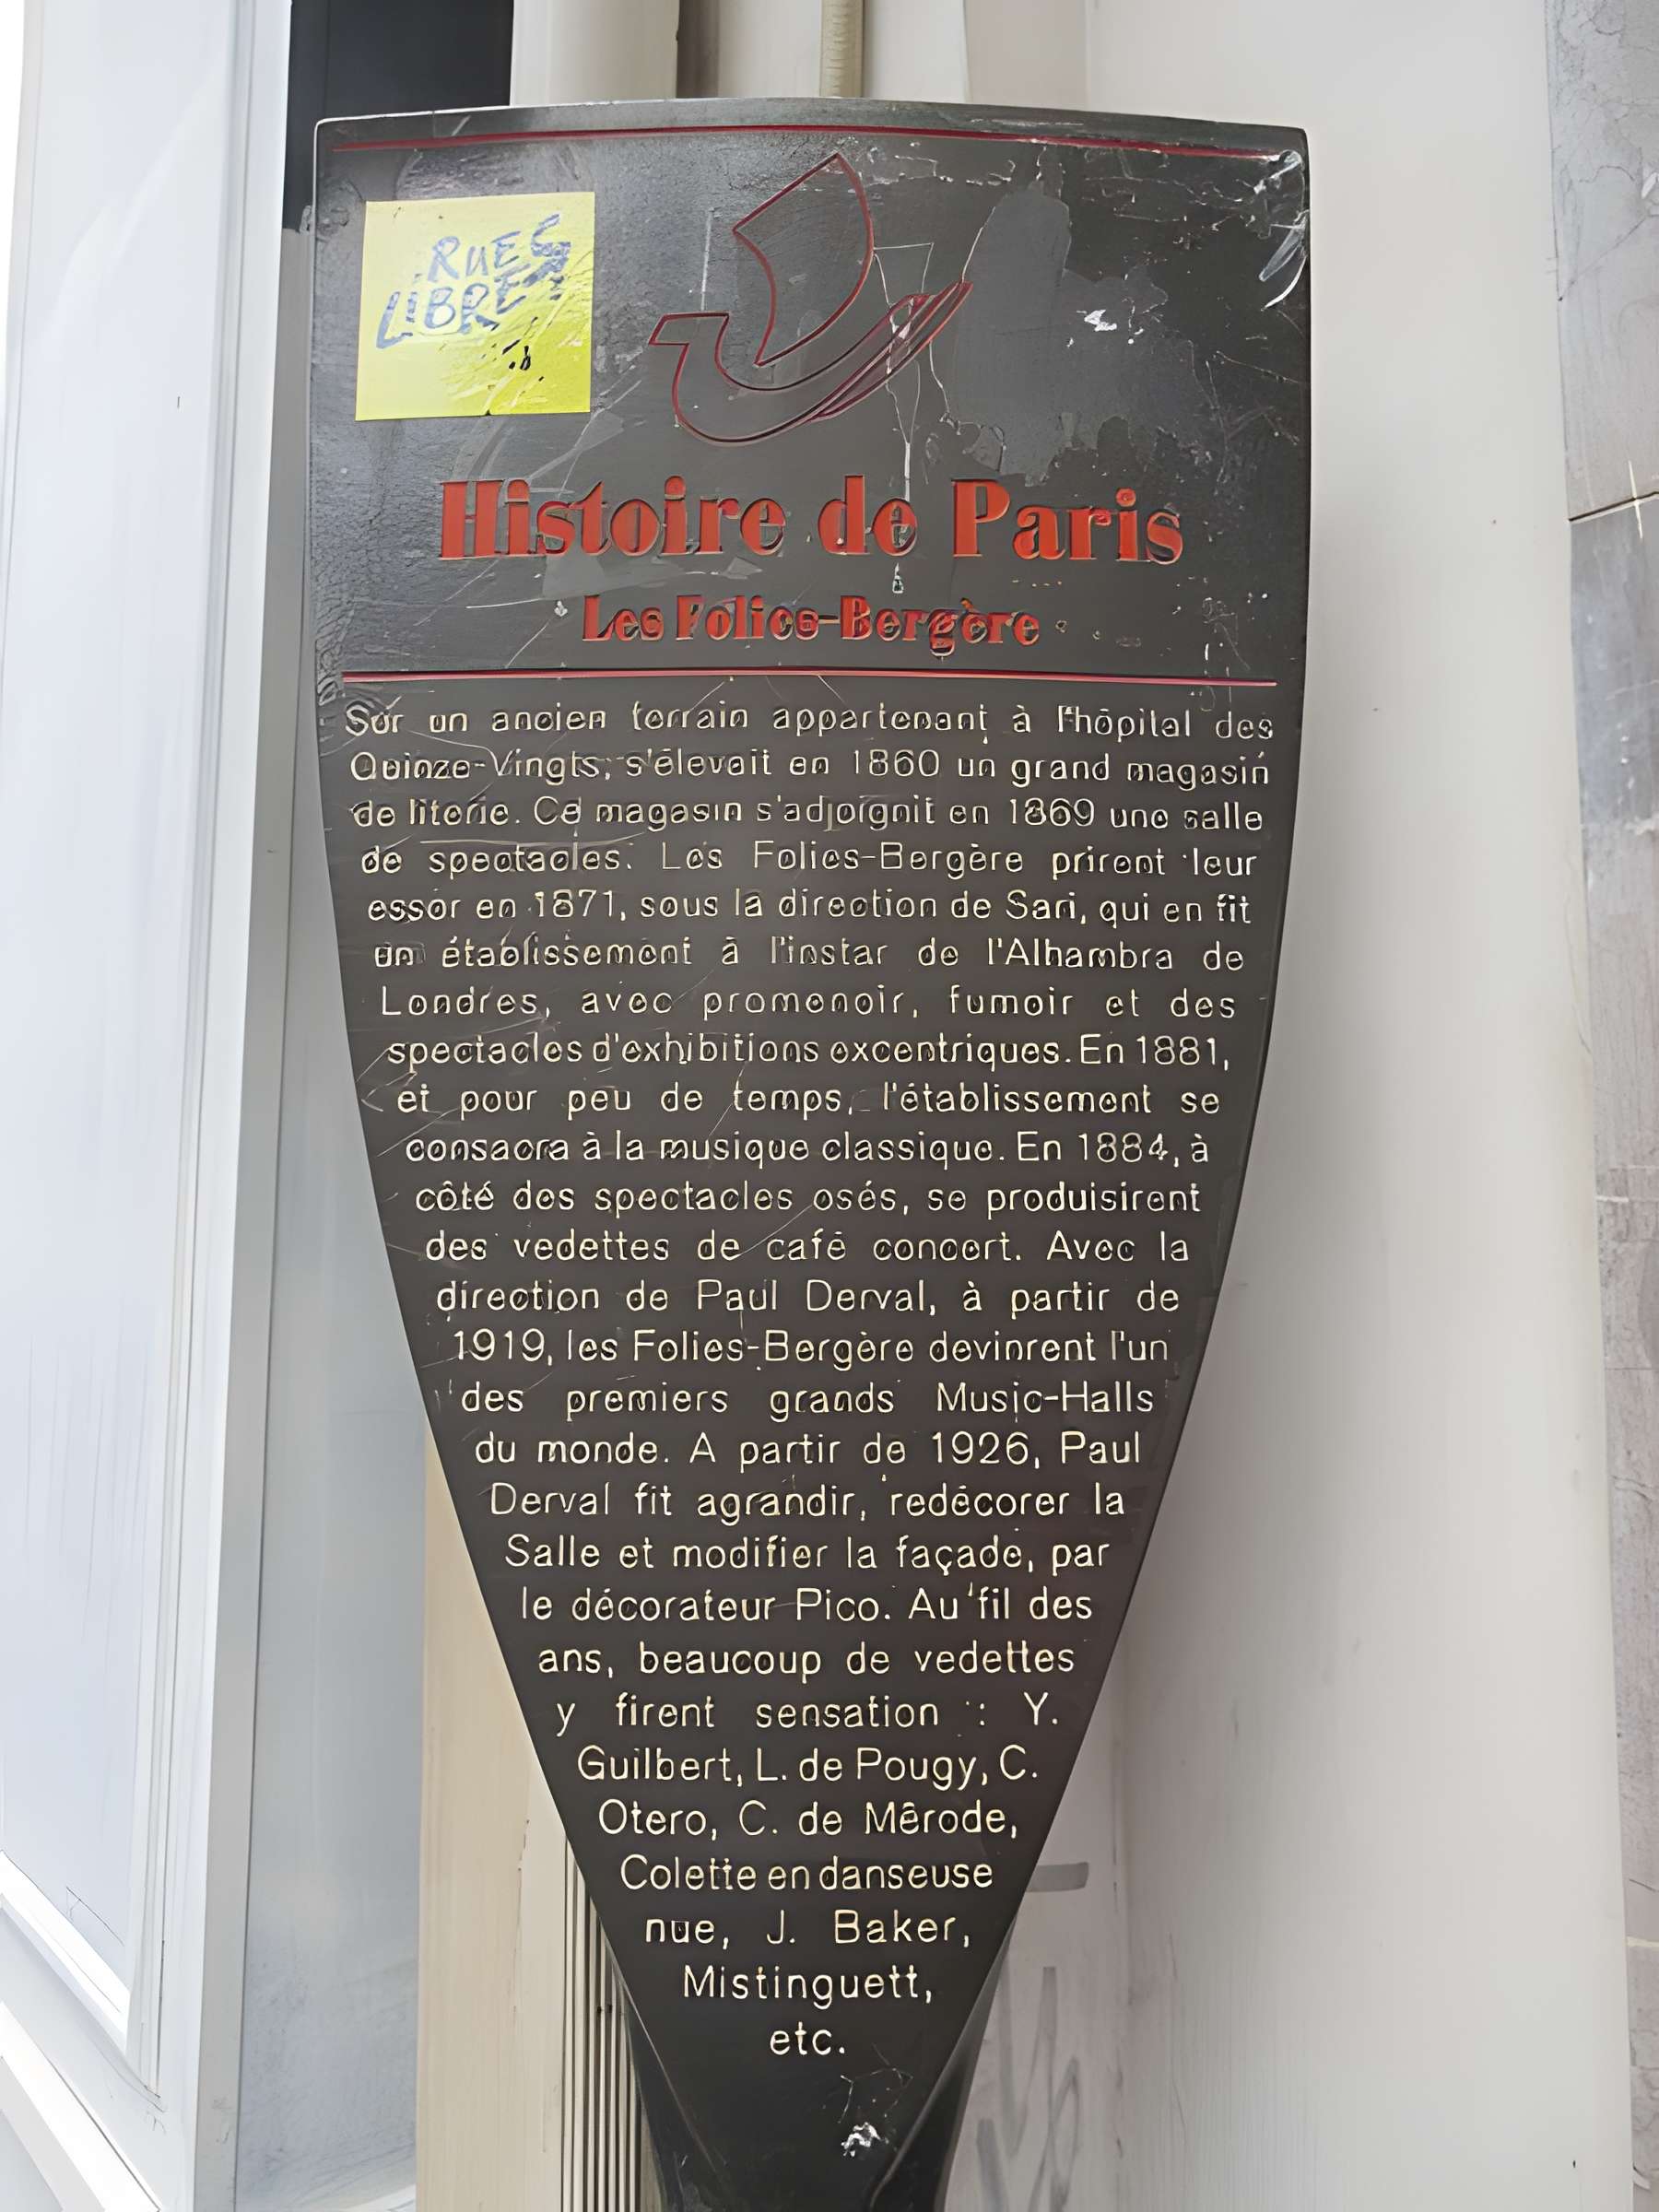 RUES
LIBRES
Histoire de Paris
Les Folies-Bergère
Sur un ancien terrain appartenant à l'hôpital des
Quinze-Vingts, s'élevait en 1860 un grand magasin
de literie. Ce magasin s'adjoignit en 1869 une salle
de spectacles. Les Folies-Bergère prirent leur
essor en 1871, sous la direction de Sari, qui en fit
un établissement à l'instar de l'Alhambra de
Londres, avec promenoir, fumoir et des
spectacles d'exhibitions excentriques. En 1881,
et pour peu de temps, l'établissement se
consacra à la musique classique. En 1884, à
côté des spectacles osés, se produisirent
des vedettes de café concert. Avec la
direction de Paul Derval, à partir de
1919, les Folies-Bergère devinrent l'un
des premiers grands Music-Halls
du monde. A partir de 1926, Paul
Derval fit agrandir, redécorer la
Salle et modifier la façade, par
le décorateur Pico. Au fil des
ans, beaucoup de vedettes
y firent sensation : Y.
Guilbert, L. de Pougy, C.
Otero, C. de Mérode,
Colette en danseuse
nue, J. Baker,
Mistinguett,
etc.